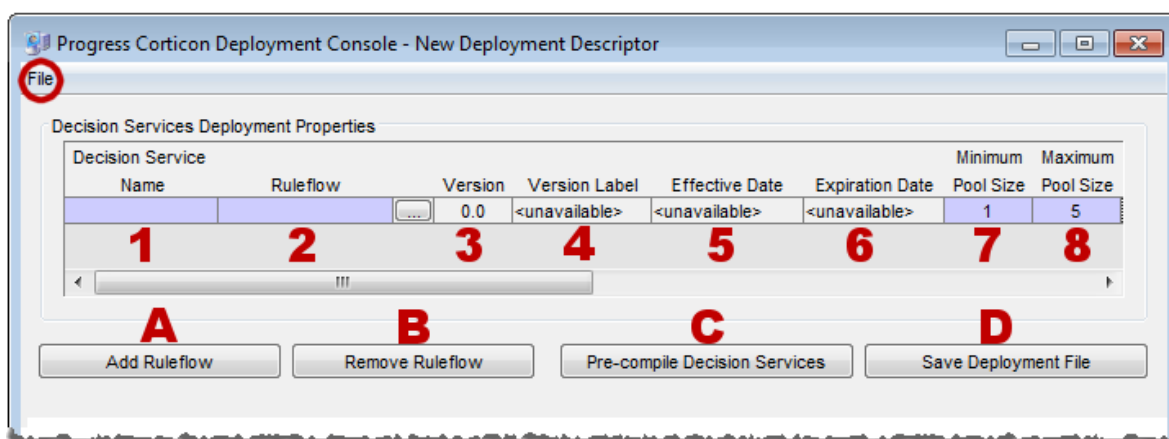 Progress Corticon Deployment Console - New Deployment Descriptor
File
Decision Services Deployment Properties
Decision Service Minimum Maximum
Name Ruleflow Version Version Label Effective Date Expiration Date Pool Size Pool Size
... 0.0 <unavailable> <unavailable> <unavailable> 1 5
1 2 3 4 5 6 7 8
A B C D
Add Ruleflow Remove Ruleflow Pre-compile Decision Services Save Deployment File